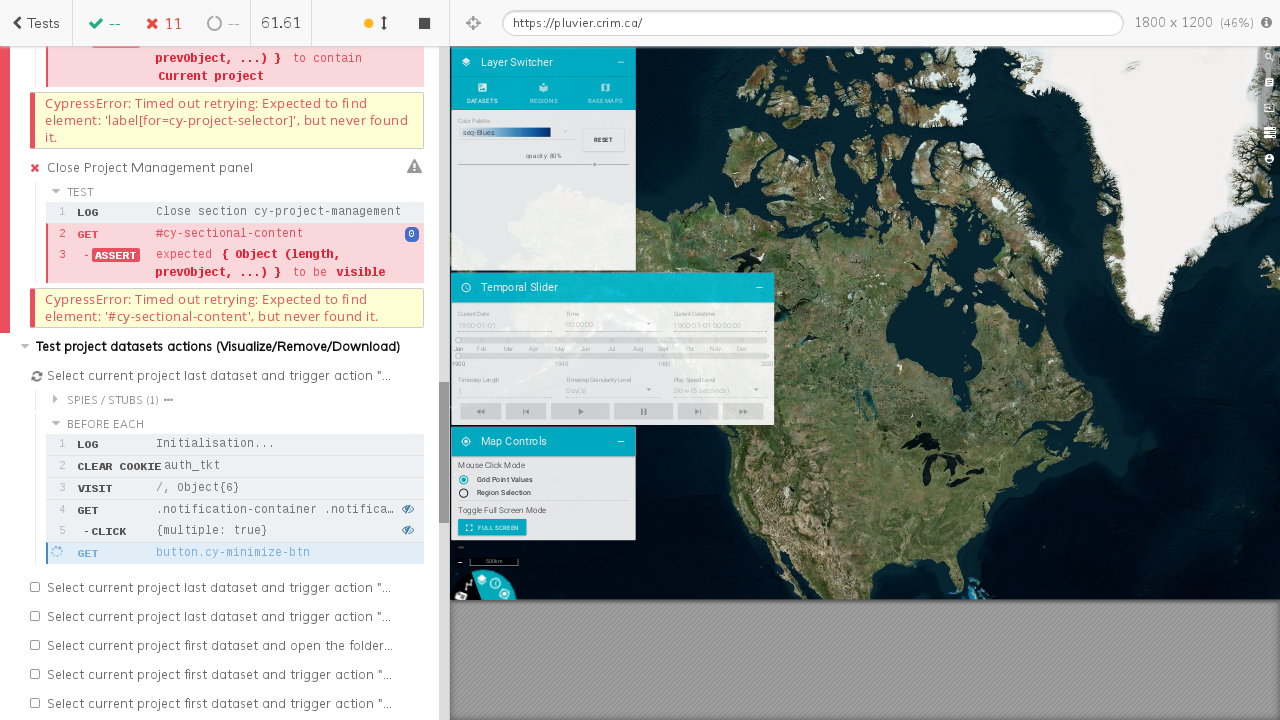 Tests
--
11
--
61.61
https://pluvier.crim.ca/
1800 x 1200 (46%)
prevObject, ...) } to contain
Current project
CypressError: Timed out retrying: Expected to find
element: 'label[for=cy-project-selector]', but never found
it.
Close Project Management panel
TEST
1 LOG Close section cy-project-management
2 GET #cy-sectional-content 0
3 -ASSERT expected { Object (length,
prevObject, ...) } to be visible
CypressError: Timed out retrying: Expected to find
element: '#cy-sectional-content', but never found it.
Test project datasets actions (Visualize/Remove/Download)
Select current project last dataset and trigger action "...
SPIES / STUBS (1) •••
BEFORE EACH
1 LOG Initialisation...
2 CLEAR COOKIE auth_tkt
3 VISIT /, Object{6}
4 GET .notification-container .notifica...
5 -CLICK {multiple: true}
GET button.cy-minimize-btn
Select current project last dataset and trigger action "...
Select current project last dataset and trigger action "...
Select current project first dataset and open the folder...
Select current project first dataset and trigger action "...
Select current project first dataset and trigger action "...
Layer Switcher
DATASETS REGIONS BASE MAPS
Color Palette
seq-Blues
RESET
opacity: 80%
Temporal Slider
Current Date Time Current Datetime
1900-01-01 00:00:00 1900-01-01 00:00:00
Jan Feb Mar Apr May Jun Jul Aug Sept Oct Nov Dec
1900 1940 1980 2020
Timestep Length Timestep Granularity Level Play Speed Level
1 Day(s) Slow (5 seconds)
Map Controls
Mouse Click Mode
Grid Point Values
Region Selection
Toggle Full Screen Mode
FULL SCREEN
500km